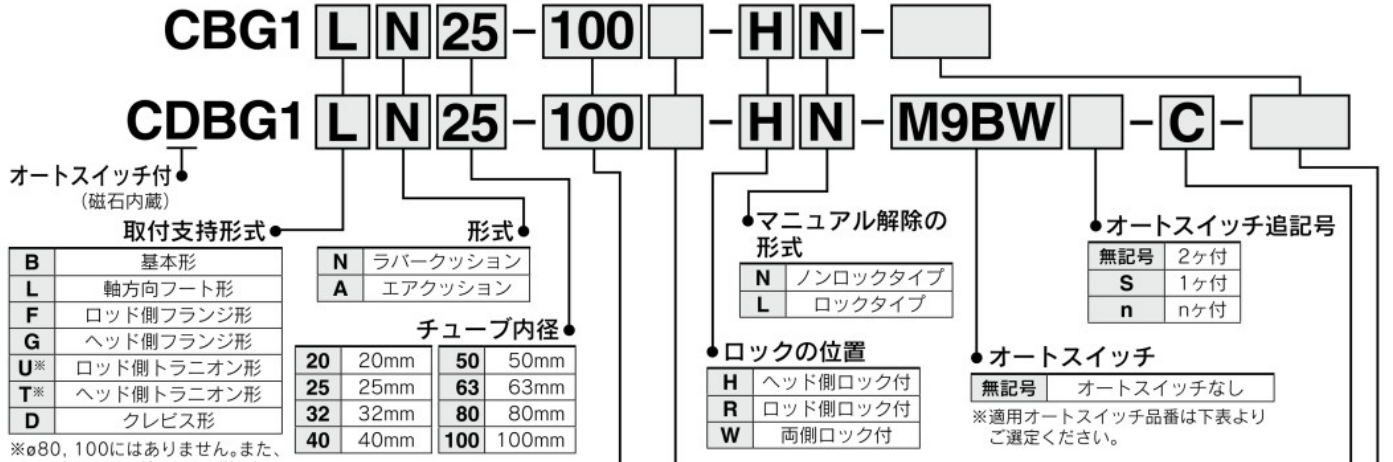 CBG1 L N 25 - 100 - H N -
CDBG1 L N 25 - 100 - H N - M9BW - C -
オートスイッチ付
(磁石内蔵)
取付支持形式
B 基本形
L 軸方向フート形
F ロッド側フランジ形
G ヘッド側フランジ形
U※ ロッド側トラニオン形
T※ ヘッド側トラニオン形
D クレビス形
※ø80, 100にはありません。また、
形式
N ラバークッション
A エアクッション
チューブ内径
20 20mm 50 50mm
25 25mm 63 63mm
32 32mm 80 80mm
40 40mm 100 100mm
マニュアル解除の
形式
N ノンロックタイプ
L ロックタイプ
ロックの位置
H ヘッド側ロック付
R ロッド側ロック付
W 両側ロック付
オートスイッチ追記号
無記号 2ヶ付
S 1ヶ付
n nヶ付
オートスイッチ
無記号 オートスイッチなし
※適用オートスイッチ品番は下表より
ご選定ください。